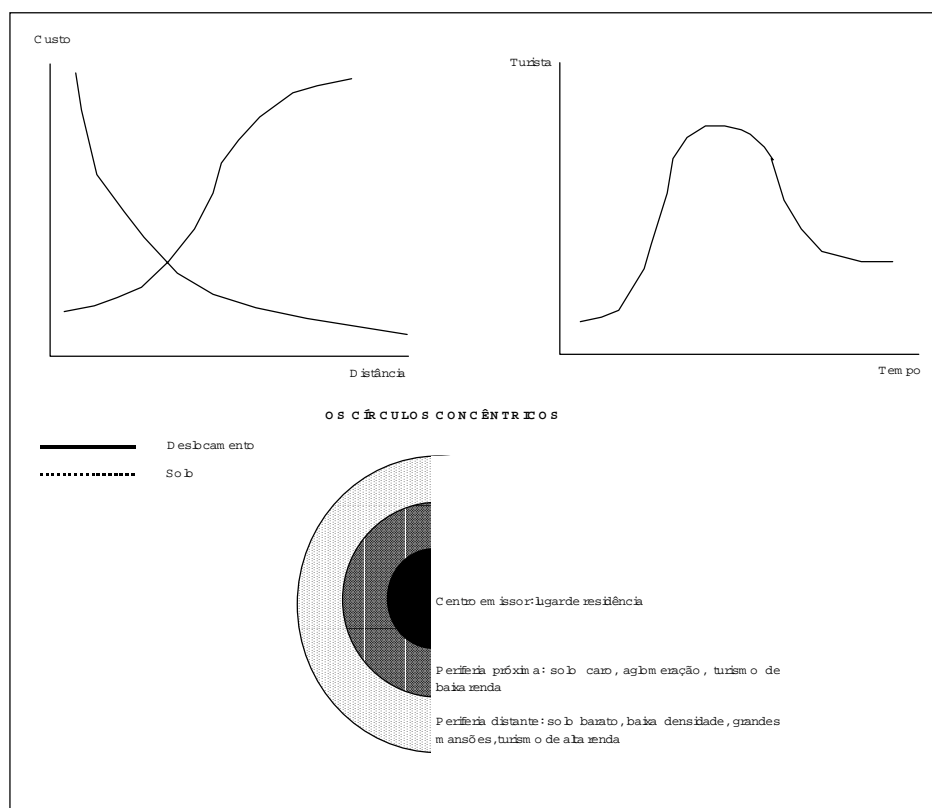 Custo
Turista
Distância
Tempo
OS CÍRCULOS CONCÊNTRICOS
Deslocamento
Solo
Centro emissor: lugar de residência
Periferia próxima: solo caro, aglomeração, turismo de
baixa renda
Periferia distante: solo barato, baixa densidade, grandes
mansões, turismo de alta renda